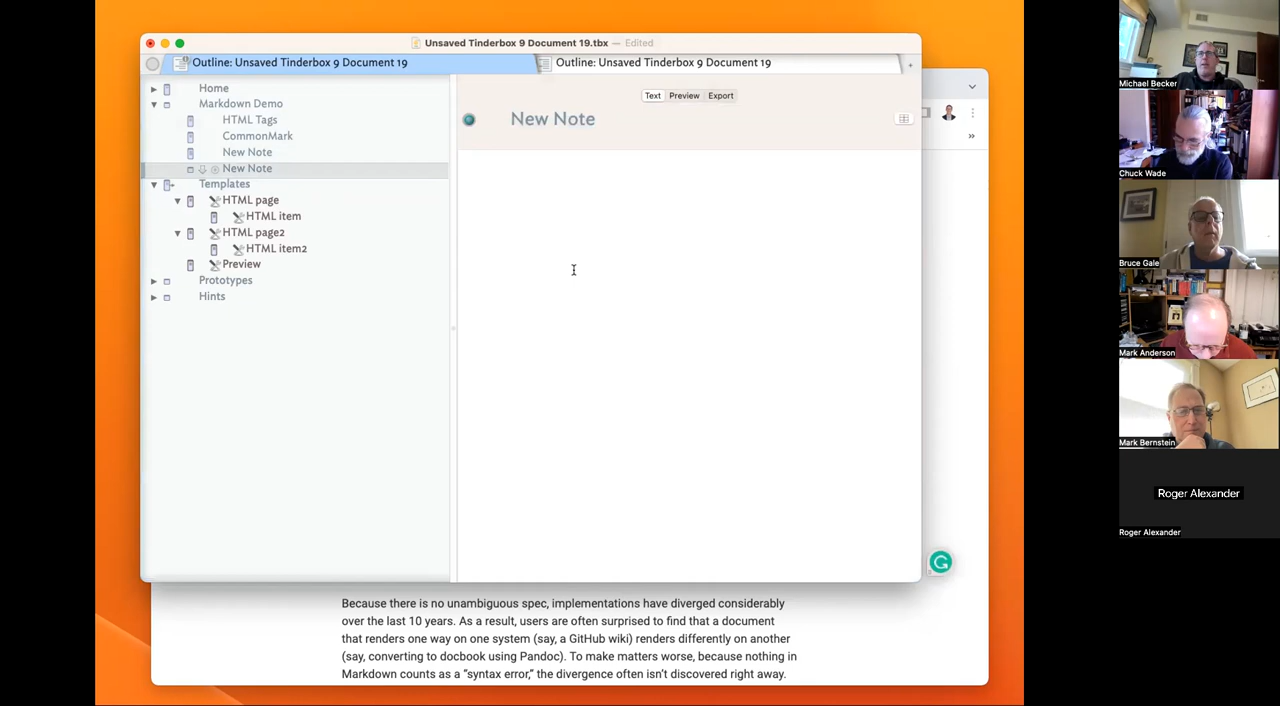 Unsaved Tinderbox 9 Document 19.tbx — Edited
Outline: Unsaved Tinderbox 9 Document 19
Outline: Unsaved Tinderbox 9 Document 19
+
Home
Markdown Demo
HTML Tags
CommonMark
New Note
New Note
Templates
HTML page
HTML item
HTML page2
HTML item2
Preview
Prototypes
Hints
Text Preview Export
New Note
»
G
Because there is no unambiguous spec, implementations have diverged considerably
over the last 10 years. As a result, users are often surprised to find that a document
that renders one way on one system (say, a GitHub wiki) renders differently on another
(say, converting to docbook using Pandoc). To make matters worse, because nothing in
Markdown counts as a “syntax error,” the divergence often isn't discovered right away.
Michael Becker
Chuck Wade
Bruce Gale
Mark Anderson
Mark Bernstein
Roger Alexander
Roger Alexander